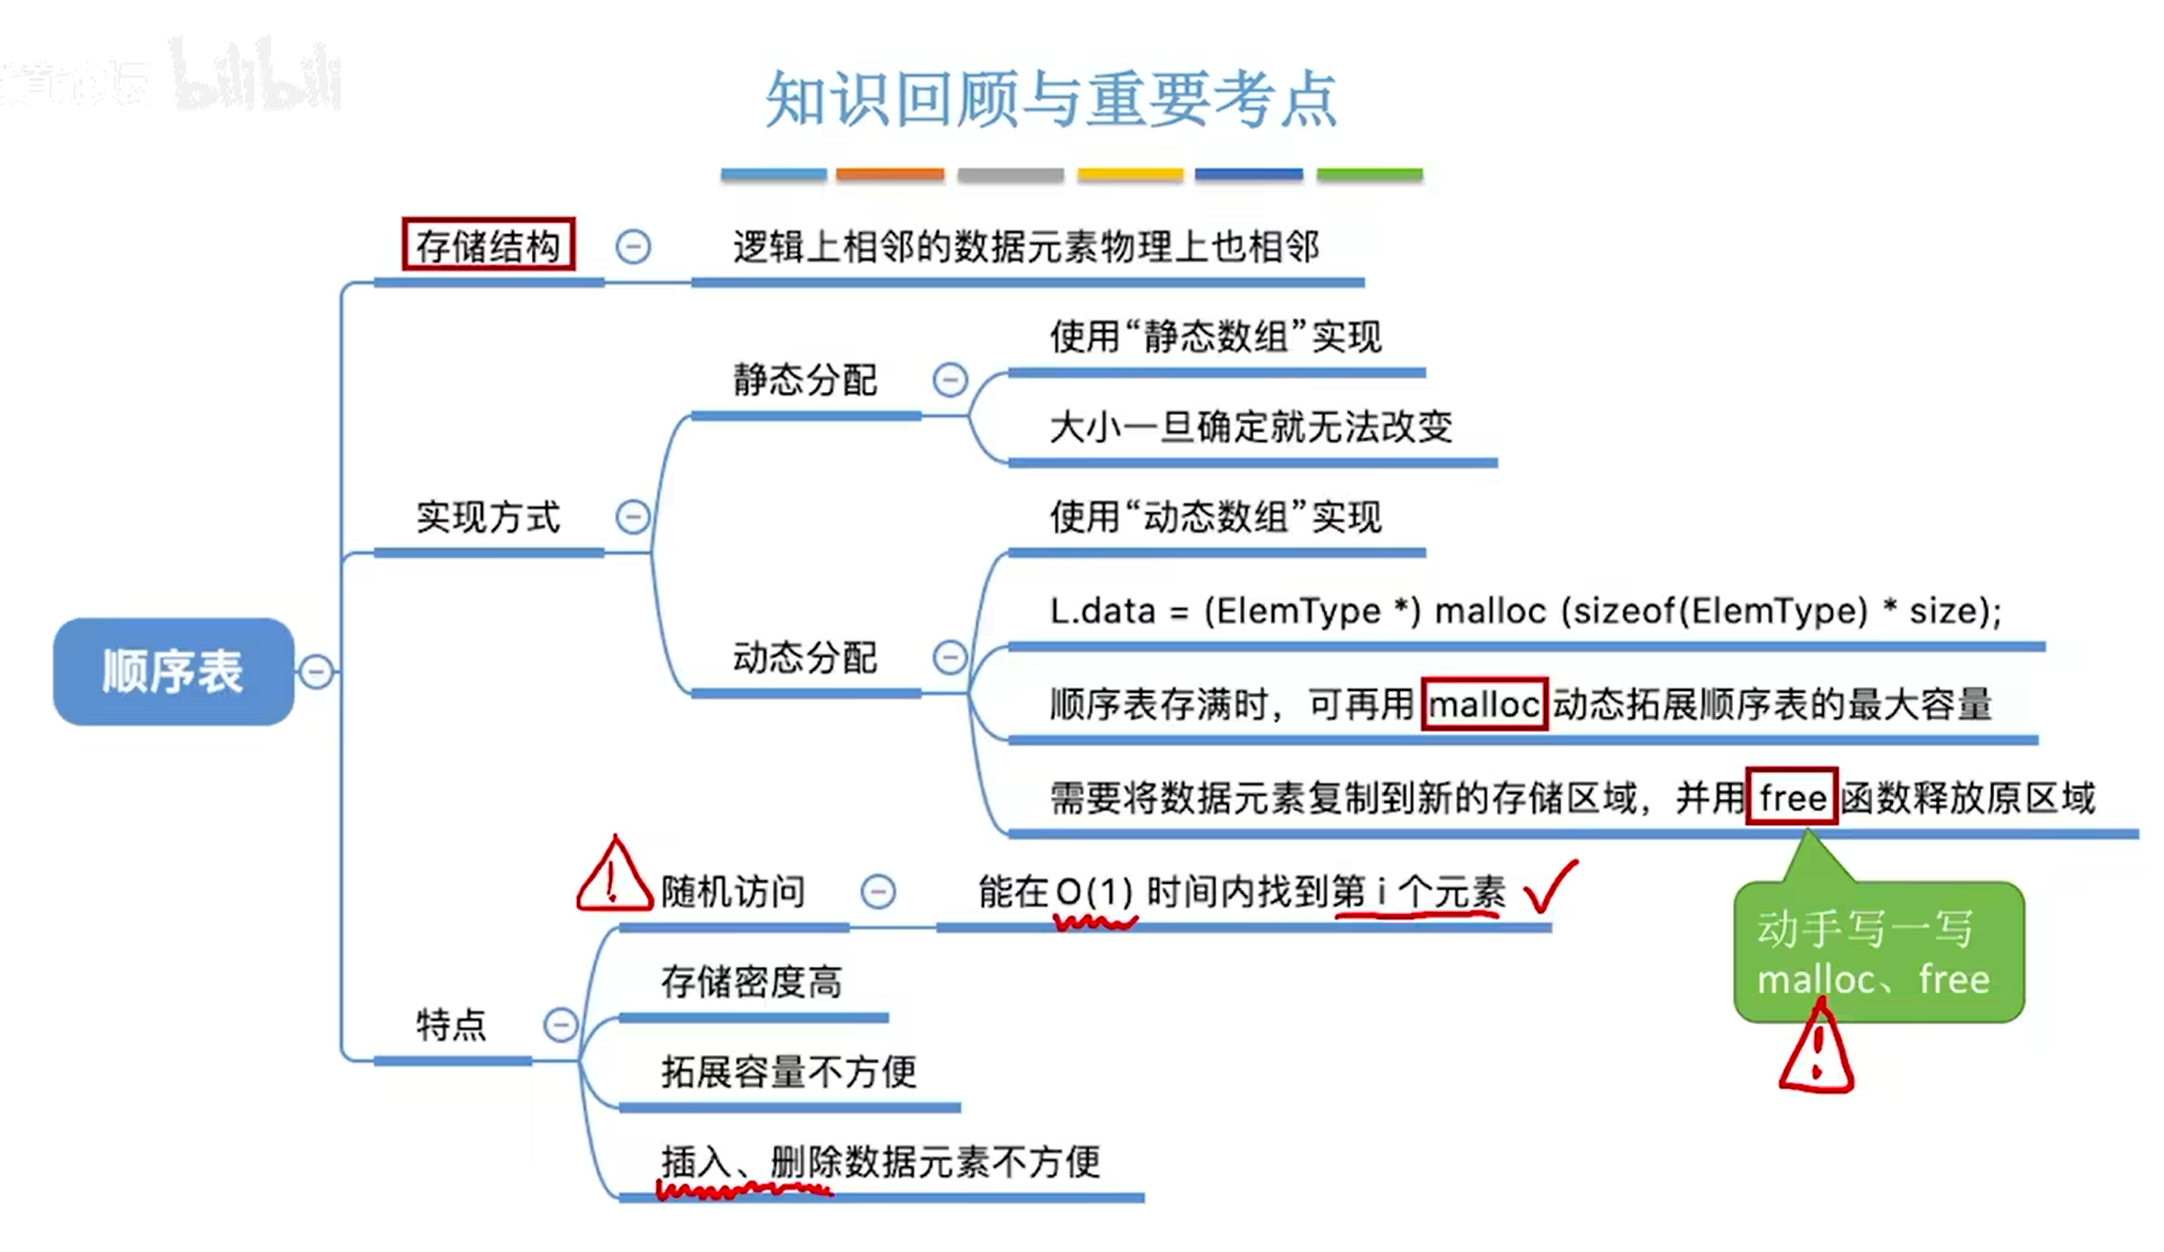 bilibili
知识回顾与重要考点
存储结构
逻辑上相邻的数据元素物理上也相邻
使用“静态数组”实现
静态分配
大小一旦确定就无法改变
实现方式
使用“动态数组”实现
L.data = (ElemType *) malloc (sizeof(ElemType) * size);
动态分配
顺序表存满时，可再用 malloc 动态拓展顺序表的最大容量
需要将数据元素复制到新的存储区域，并用 free 函数释放原区域
顺序表
随机访问
能在 O(1) 时间内找到第 i 个元素
动手写一写
malloc、free
存储密度高
特点
拓展容量不方便
插入、删除数据元素不方便